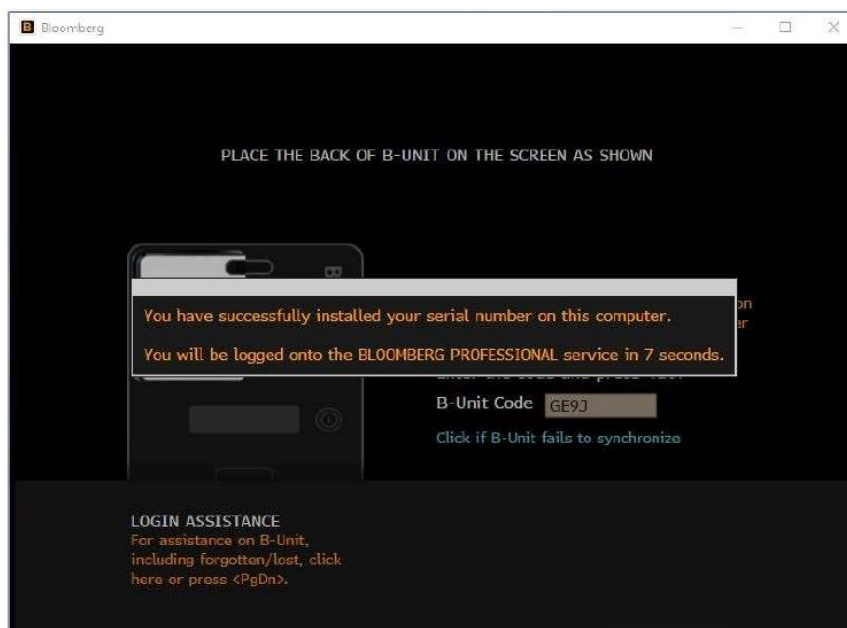 Bloomberg
PLACE THE BACK OF B-UNIT ON THE SCREEN AS SHOWN
B
You have successfully installed your serial number on this computer.
You will be logged onto the BLOOMBERG PROFESSIONAL service in 7 seconds.
B-Unit Code GE9J
Click if B-Unit fails to synchronize
LOGIN ASSISTANCE
For assistance on B-Unit,
including forgotten/lost, click
here or press <PgDn>.